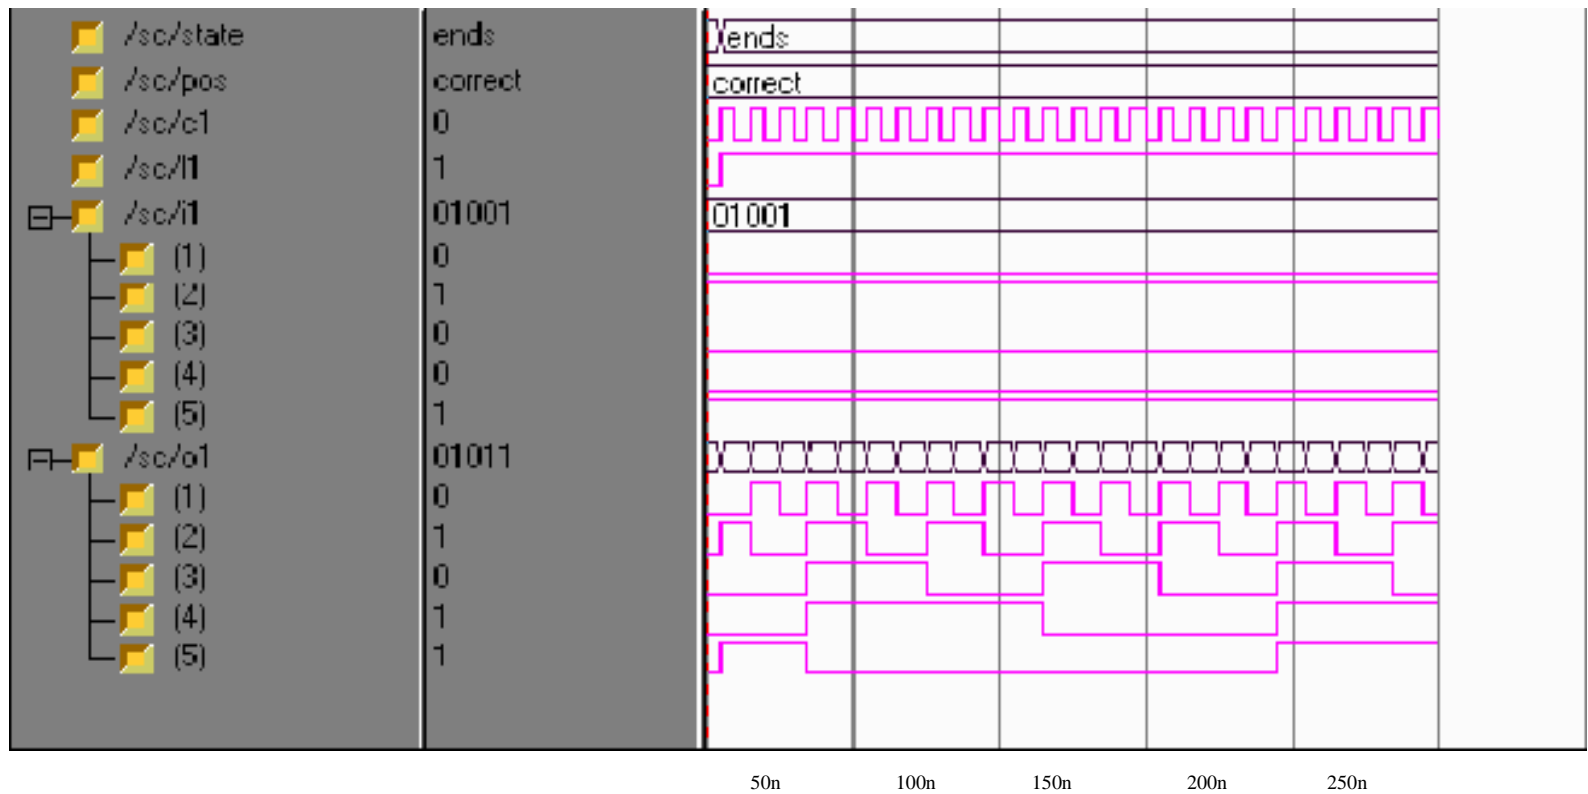 /sc/state ends ends
/sc/pos correct correct
/sc/c1 0
/sc/l1 1
/sc/i1 01001 01001
(1) 0
(2) 1
(3) 0
(4) 0
(5) 1
/sc/o1 01011
(1) 0
(2) 1
(3) 0
(4) 1
(5) 1
50n 100n 150n 200n 250n